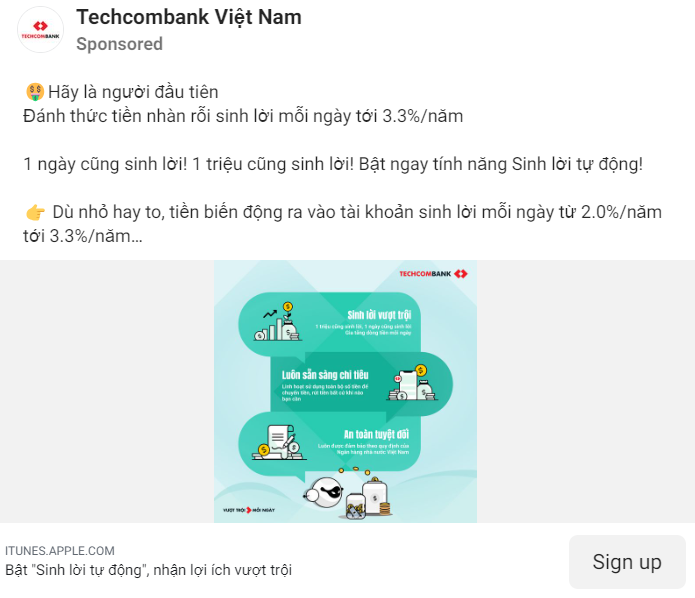 TECHCOMBANK
Techcombank Việt Nam
Sponsored
🤑Hãy là người đầu tiên
Đánh thức tiền nhàn rỗi sinh lời mỗi ngày tới 3.3%/năm
1 ngày cũng sinh lời! 1 triệu cũng sinh lời! Bật ngay tính năng Sinh lời tự động!
👉 Dù nhỏ hay to, tiền biến động ra vào tài khoản sinh lời mỗi ngày từ 2.0%/năm
tới 3.3%/năm...
TECHCOMBANK
Sinh lời vượt trội
1 triệu cũng sinh lời, 1 ngày cũng sinh lời
Gia tăng dòng tiền mỗi ngày
Luôn sẵn sàng chi tiêu
Linh hoạt sử dụng toàn bộ số tiền để
chuyển tiền, rút tiền bất cứ khi nào
bạn cần
An toàn tuyệt đối
Luôn được đảm bảo theo quy định của
Ngân hàng nhà nước Việt Nam
VƯỢT TRỘI MỖI NGÀY
ITUNES.APPLE.COM
Bật "Sinh lời tự động", nhận lợi ích vượt trội
Sign up